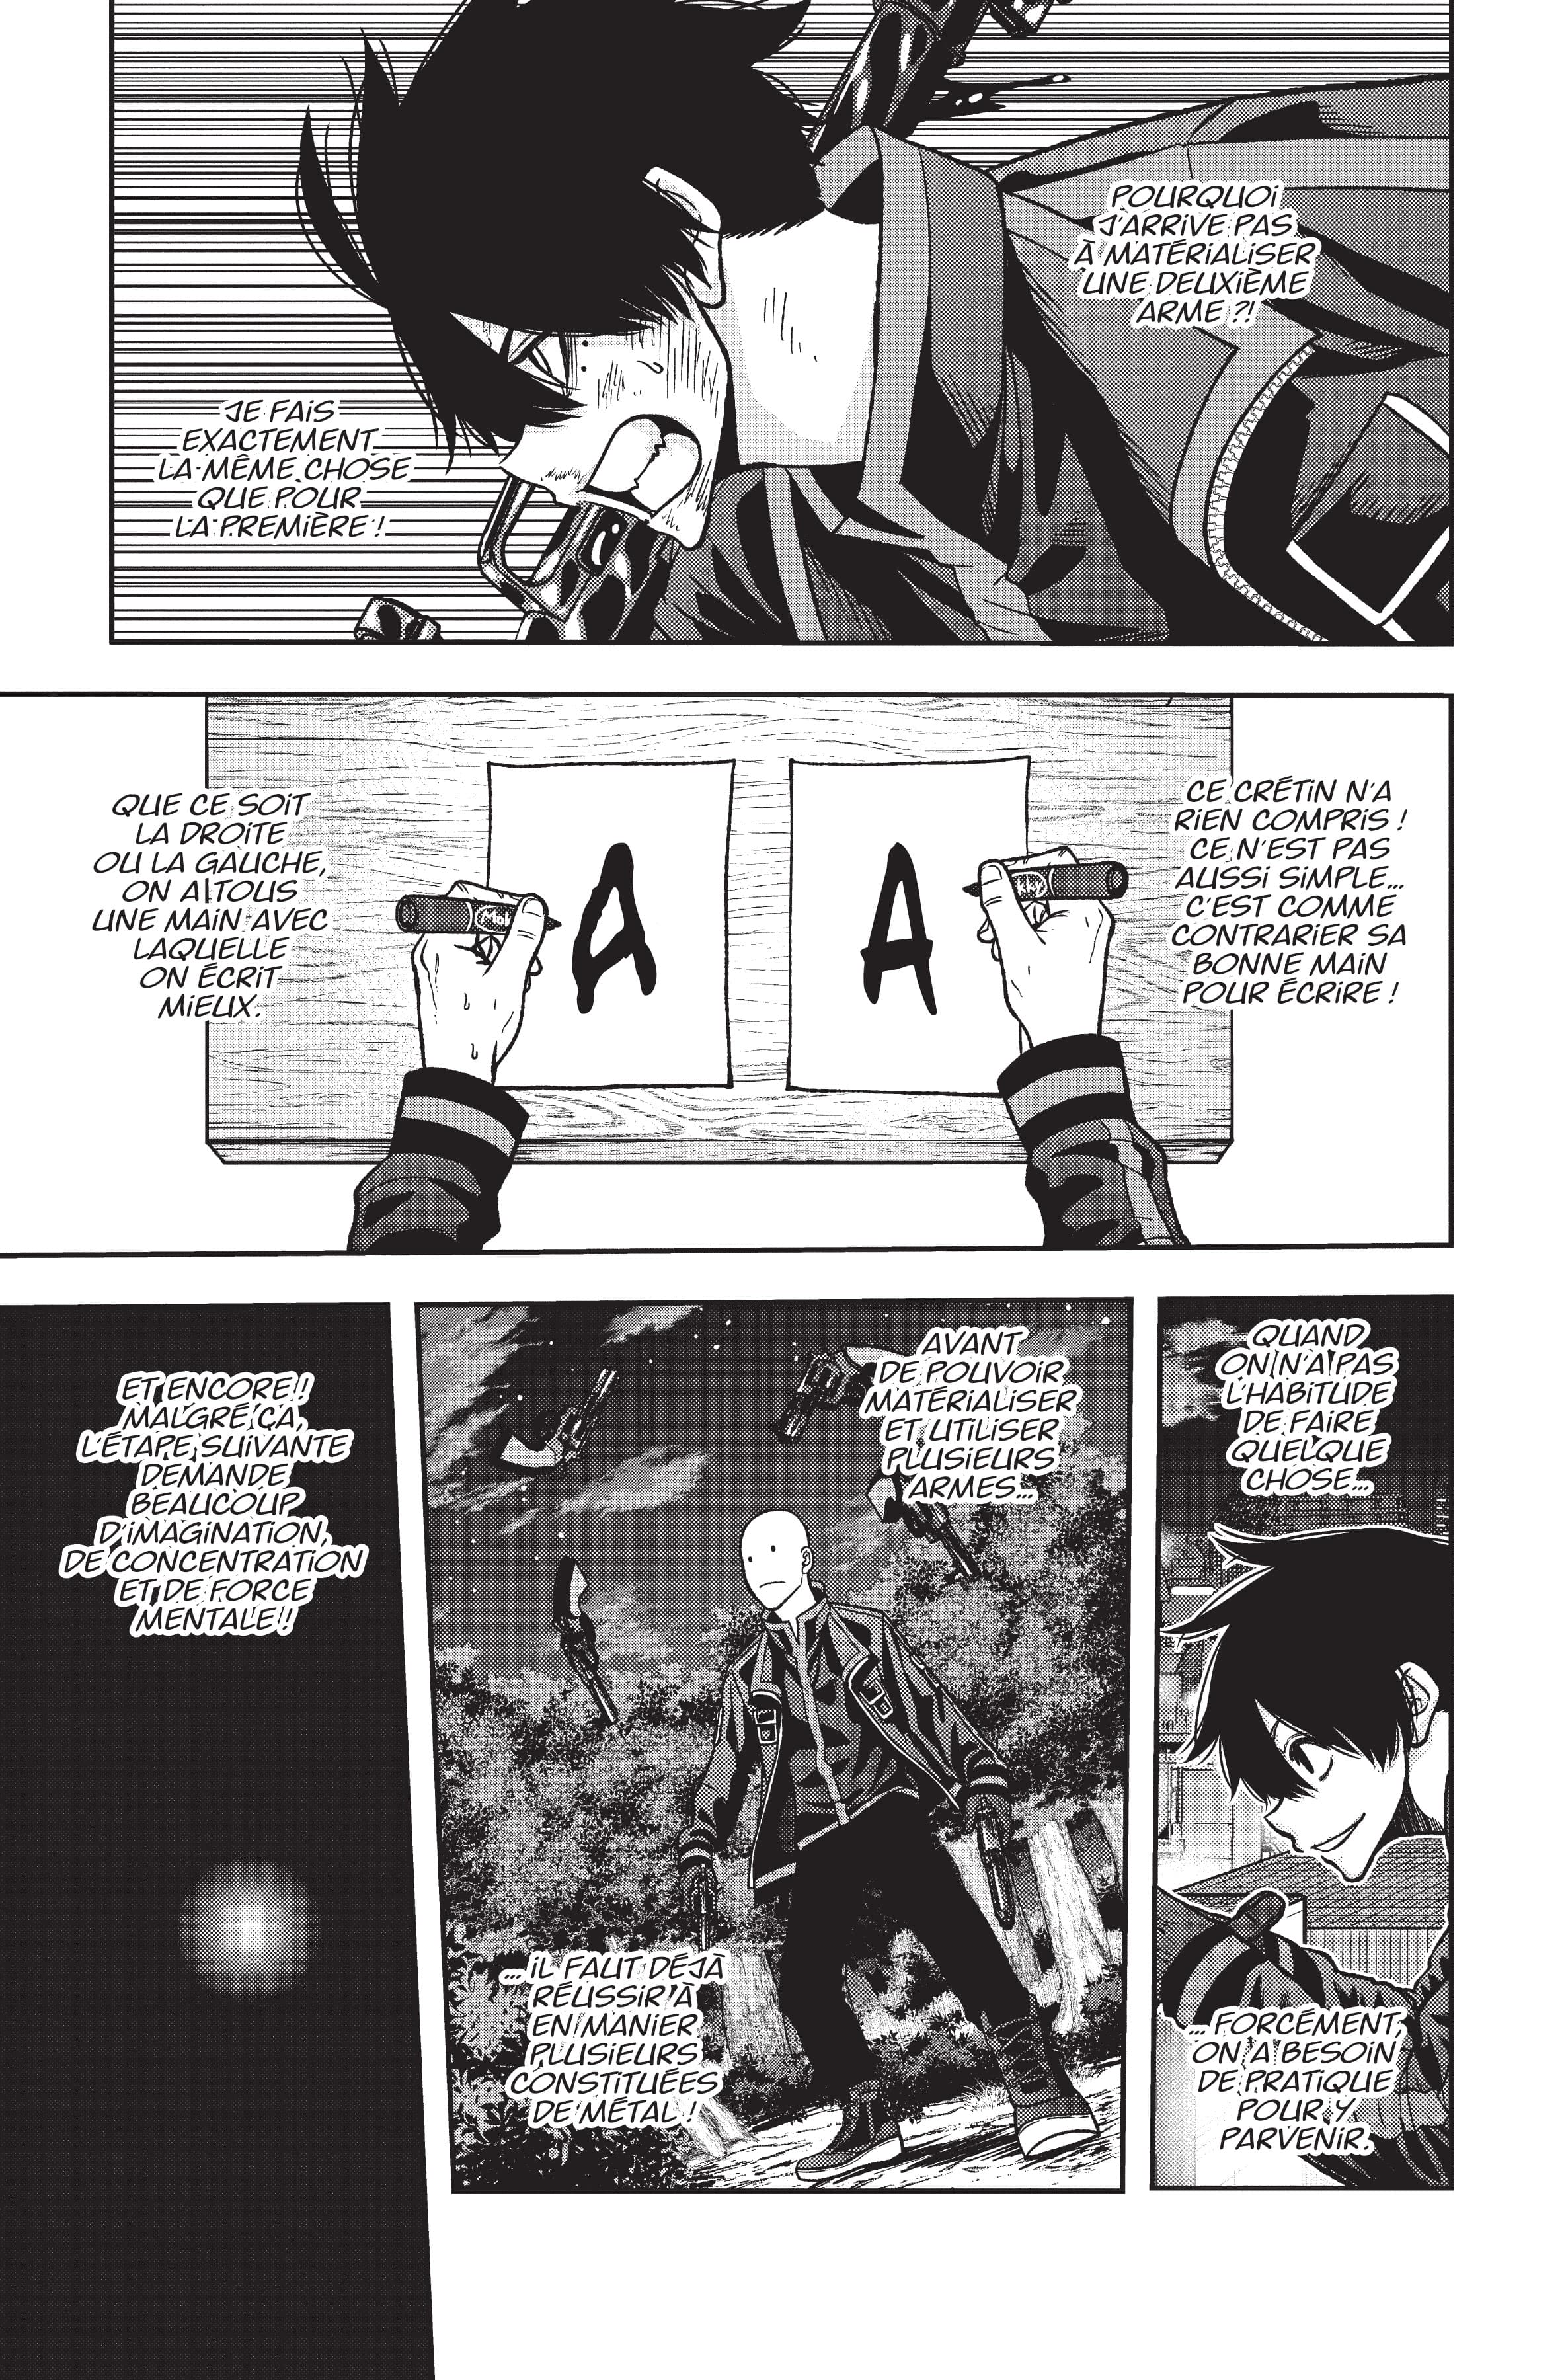 POURQUOI
J'ARRIVE PAS
À MATÉRIALISER
UNE DEUXIÈME
ARME ?!
JE FAIS
EXACTEMENT
LA MÊME CHOSE
QUE POUR
LA PREMIÈRE !
CE CRÉTIN N'A
RIEN COMPRIS !
CE N'EST PAS
AUSSI SIMPLE...
C'EST COMME
CONTRARIER SA
BONNE MAIN
POUR ÉCRIRE !
A
A
QUE CE SOIT
LA DROITE
OU LA GAUCHE,
ON A TOUS
UNE MAIN AVEC
LAQUELLE
ON ÉCRIT
MIEUX.
QUAND
ON N'A PAS
L'HABITUDE
DE FAIRE
QUELQUE
CHOSE...
... FORCÉMENT,
ON A BESOIN
DE PRATIQUE
POUR Y
PARVENIR.
AVANT
DE POUVOIR
MATÉRIALISER
ET UTILISER
PLUSIEURS
ARMES...
... IL FAUT DÉJÀ
RÉUSSIR À
EN MANIER
PLUSIEURS
CONSTITUÉES
DE MÉTAL !
ET ENCORE !
MALGRÉ ÇA,
L'ÉTAPE SUIVANTE
DEMANDE
BEAUCOUP
D'IMAGINATION,
DE CONCENTRATION
ET DE FORCE
MENTALE !!